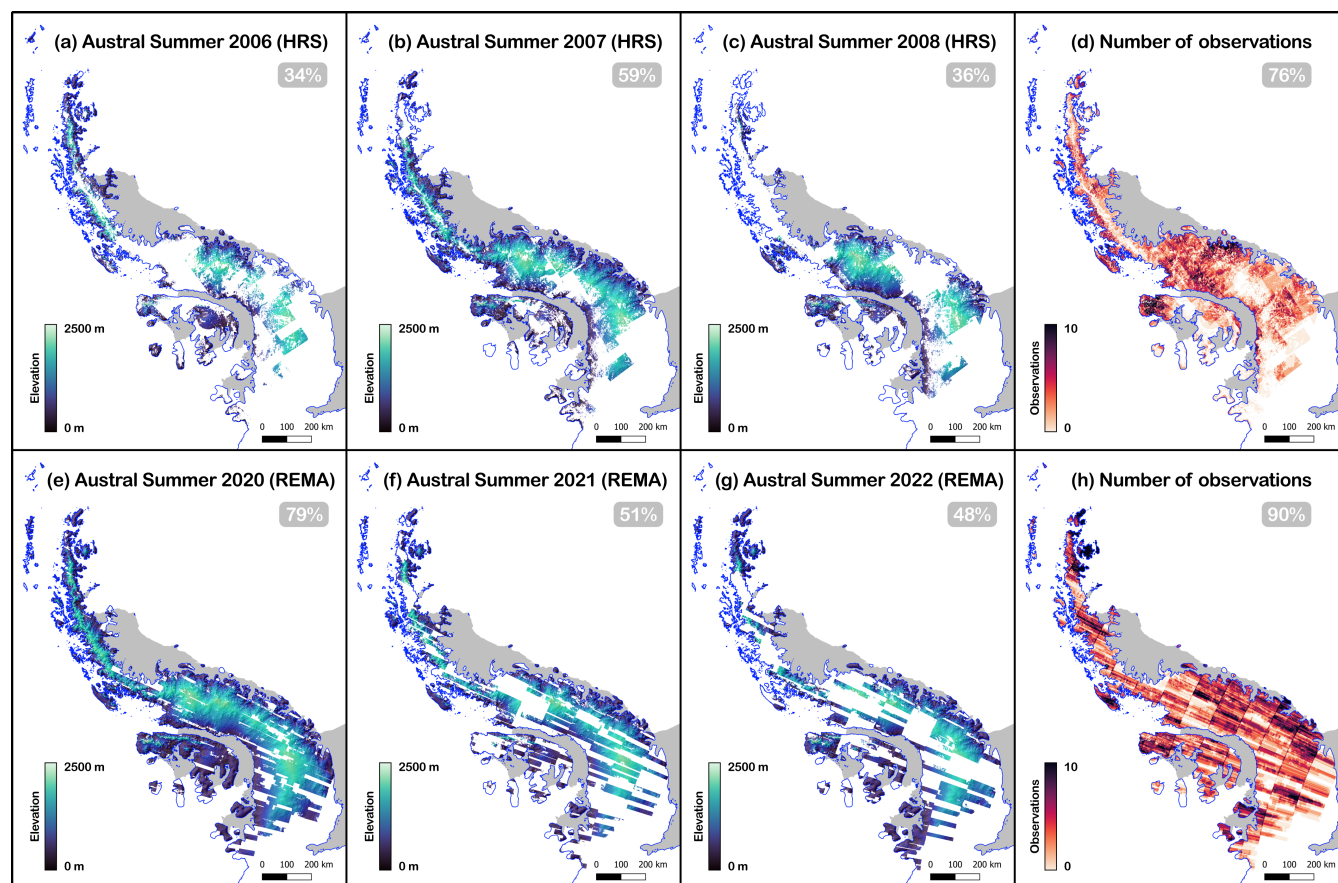 (a) Austral Summer 2006 (HRS)
34%
2500 m
Elevation
0 m
0 100 200 km
(b) Austral Summer 2007 (HRS)
59%
2500 m
Elevation
0 m
0 100 200 km
(c) Austral Summer 2008 (HRS)
36%
2500 m
Elevation
0 m
0 100 200 km
(d) Number of observations
76%
10
Observations
0
0 100 200 km
(e) Austral Summer 2020 (REMA)
79%
2500 m
Elevation
0 m
0 100 200 km
(f) Austral Summer 2021 (REMA)
51%
2500 m
Elevation
0 m
0 100 200 km
(g) Austral Summer 2022 (REMA)
48%
2500 m
Elevation
0 m
0 100 200 km
(h) Number of observations
90%
10
Observations
0
0 100 200 km